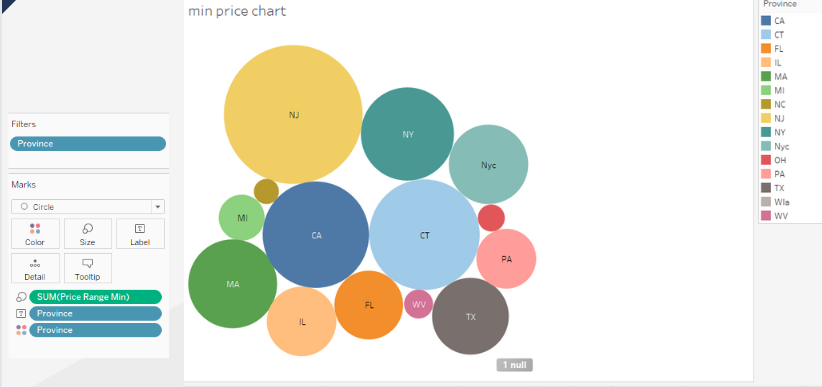 min price chart
Filters
Province
Marks
Circle
Color
Size
Label
Detail
Tooltip
SUM(Price Range Min)
Province
Province
NJ
NY
Nyc
MI
CA
CT
PA
MA
IL
FL
WV
TX
1 null
Province
CA
CT
FL
IL
MA
MI
NC
NJ
NY
Nyc
OH
PA
TX
Wla
WV